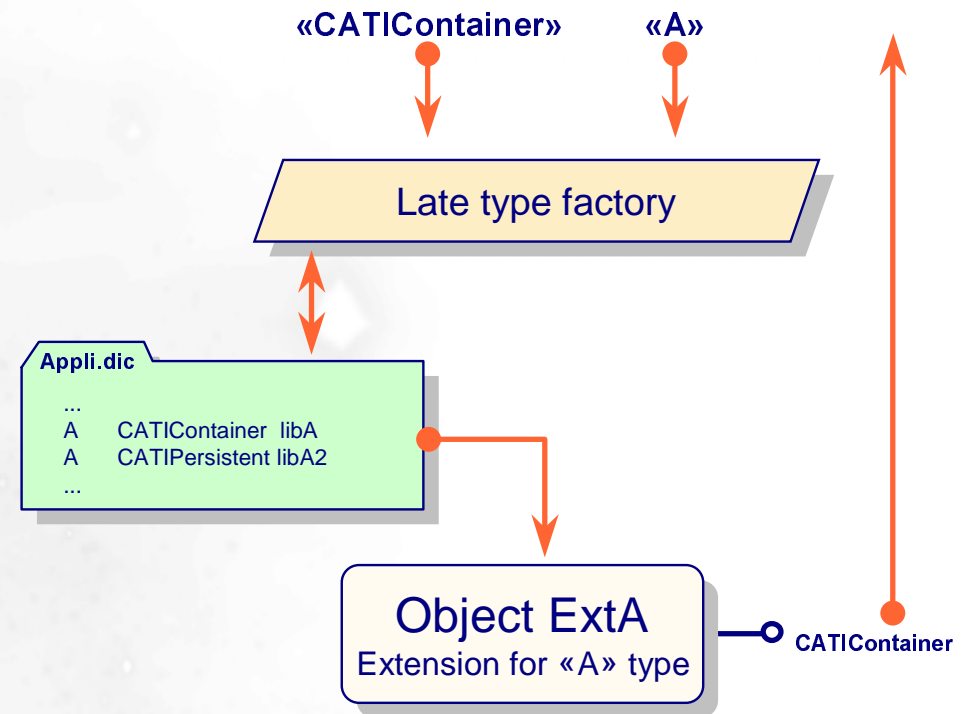 «CATIContainer» «A»
Late type factory
Appli.dic
...
A CATIContainer libA
A CATIPersistent libA2
...
Object ExtA
Extension for «A» type
CATIContainer